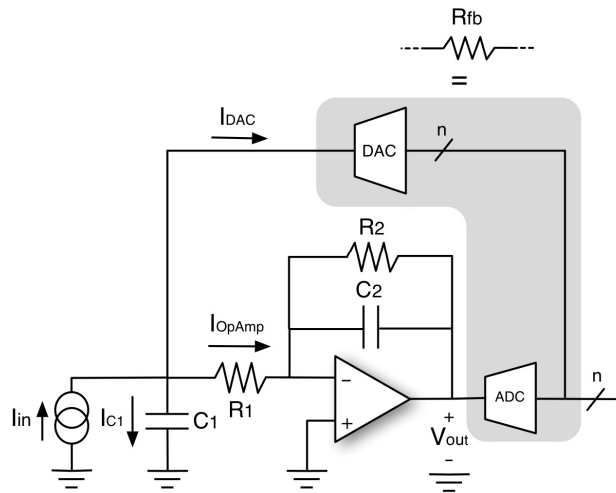 Rfb
=
IDAC
n
DAC
R2
C2
IOpAmp
R1
−
+
Iin
IC1
C1
ADC
n
+
Vout
-